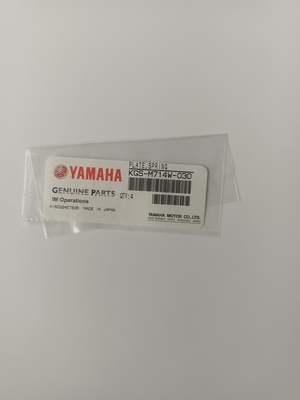 PLATE,SPRING
YAMAHA
KGS-M714W-030
GENUINE PARTS
QTY:4
IM Operations
MADE IN JAPAN
YAMAHA MOTOR CO.,LTD.